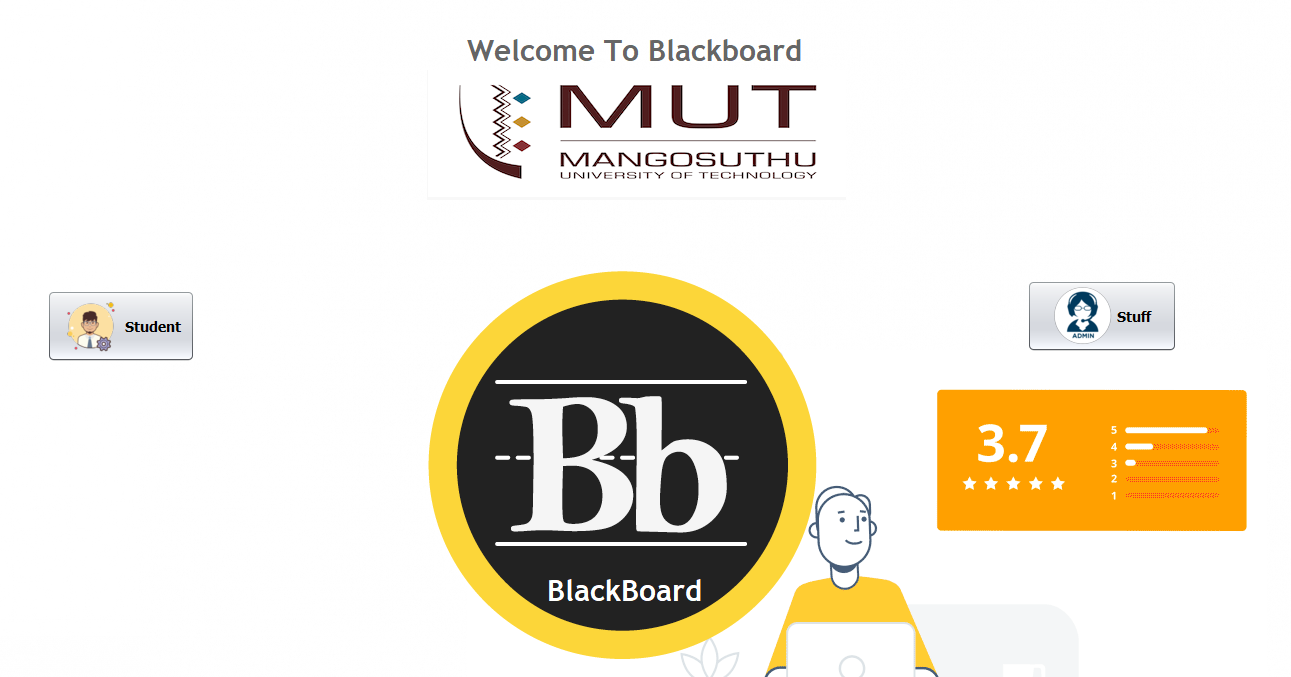 Welcome To Blackboard
MUT
MANGOSUTHU
UNIVERSITY OF TECHNOLOGY
Student
ADMIN
Stuff
3.7
5
4
3
2
1
Bb
BlackBoard